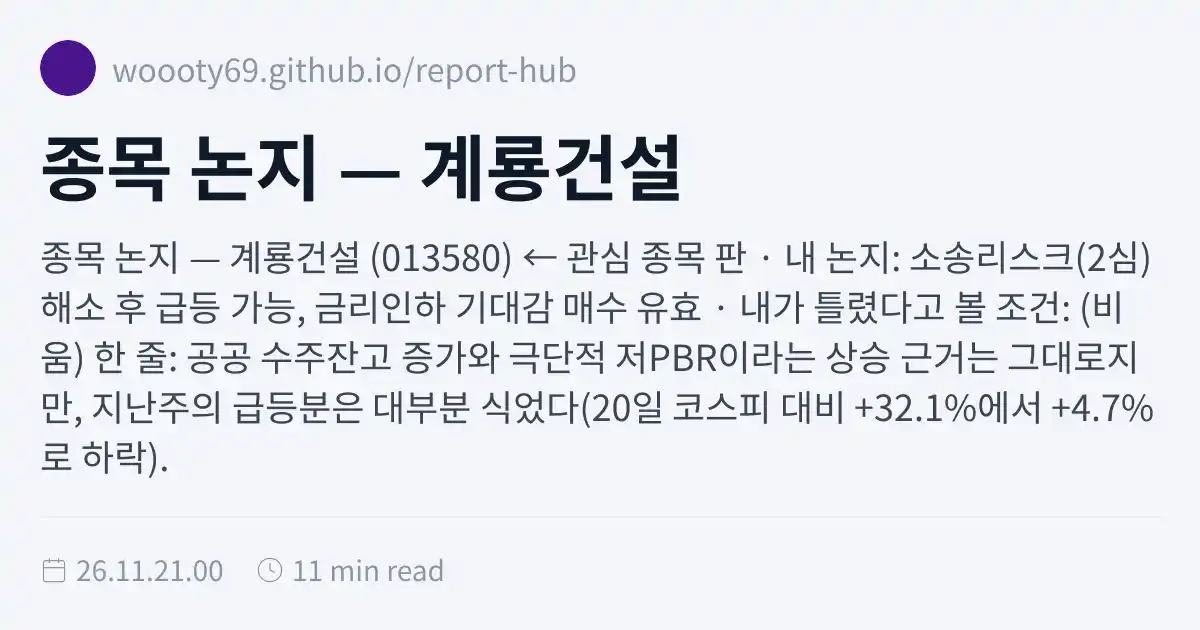 woooty69.github.io/report-hub
종목 논지 — 계룡건설
종목 논지 — 계룡건설 (013580) ← 관심 종목 판 · 내 논지: 소송리스크(2심)
해소 후 급등 가능, 금리인하 기대감 매수 유효 · 내가 틀렸다고 볼 조건: (비
움) 한 줄: 공공 수주잔고 증가와 극단적 저PBR이라는 상승 근거는 그대로지
만, 지난주의 급등분은 대부분 식었다(20일 코스피 대비 +32.1%에서 +4.7%
로 하락).
26.11.21.00
11 min read